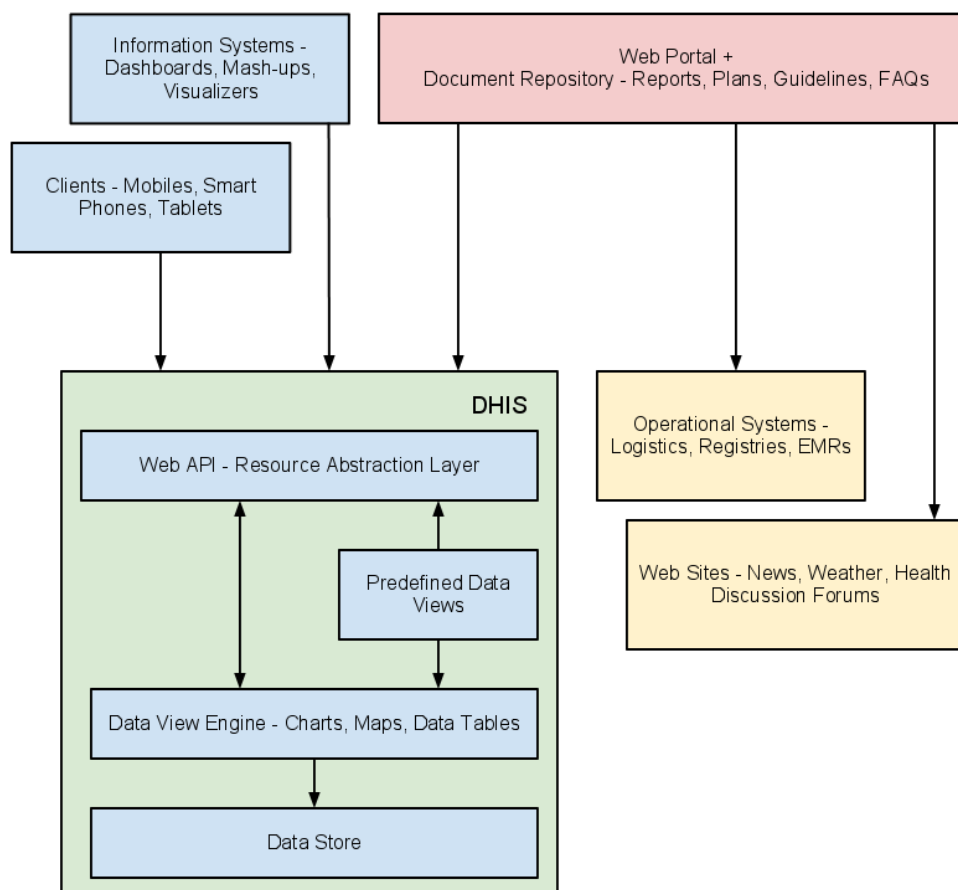 Information Systems -
Dashboards, Mash-ups,
Visualizers
Web Portal +
Document Repository - Reports, Plans, Guidelines, FAQs
Clients - Mobiles, Smart
Phones, Tablets
DHIS
Web API - Resource Abstraction Layer
Predefined Data
Views
Data View Engine - Charts, Maps, Data Tables
Data Store
Operational Systems -
Logistics, Registries, EMRs
Web Sites - News, Weather, Health
Discussion Forums